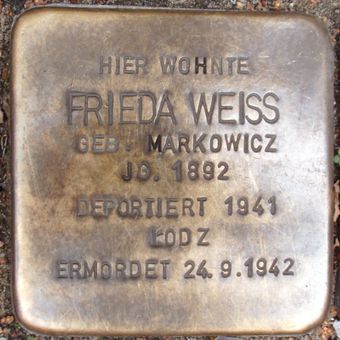 HIER WOHNTE
FRIEDA WEISS
GEB. MARKOWICZ
JG. 1892
DEPORTIERT 1941
ŁODZ
ERMORDET 24.9.1942